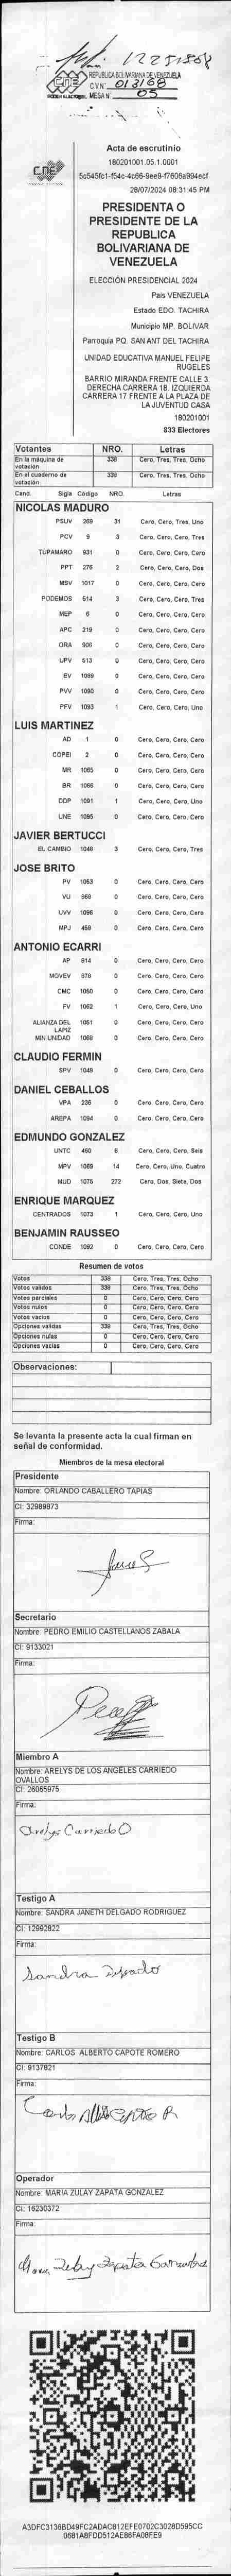 12251868
REPUBLICA BOLIVARIANA DE VENEZUELA
CNE
C.V.N° 013168
PODER ELECTORAL MESA N° 05
cne
Acta de escrutinio
180201001.05.1.0001
28/07/2024 08:31:45 PM
PRESIDENTA O
PRESIDENTE DE LA
REPUBLICA
BOLIVARIANA DE
VENEZUELA
ELECCIÓN PRESIDENCIAL 2024
País VENEZUELA
Estado EDO. TACHIRA
Municipio MP. BOLIVAR
Parroquia PQ. SAN ANT DEL TACHIRA
UNIDAD EDUCATIVA MANUEL FELIPE
RUGELES
BARRIO MIRANDA FRENTE CALLE 3.
DERECHA CARRERA 18. IZQUIERDA
CARRERA 17 FRENTE A LA PLAZA DE
LA JUVENTUD CASA
180201001
833 Electores
Votantes NRO. Letras
En la máquina de votación 338 Cero, Tres, Tres, Ocho
En el cuaderno de votación 338 Cero, Tres, Tres, Ocho
Cand. Sigla Código NRO. Letras
NICOLAS MADURO
PSUV 269 31 Cero, Cero, Tres, Uno
PCV 9 3 Cero, Cero, Cero, Tres
TUPAMARO 931 0 Cero, Cero, Cero, Cero
PPT 276 2 Cero, Cero, Cero, Dos
MSV 1017 0 Cero, Cero, Cero, Cero
PODEMOS 514 3 Cero, Cero, Cero, Tres
MEP 6 0 Cero, Cero, Cero, Cero
APC 219 0 Cero, Cero, Cero, Cero
ORA 906 0 Cero, Cero, Cero, Cero
UPV 513 0 Cero, Cero, Cero, Cero
EV 1089 0 Cero, Cero, Cero, Cero
PVV 1090 0 Cero, Cero, Cero, Cero
PFV 1093 1 Cero, Cero, Cero, Uno
LUIS MARTINEZ
AD 1 0 Cero, Cero, Cero, Cero
COPEI 2 0 Cero, Cero, Cero, Cero
MR 1065 0 Cero, Cero, Cero, Cero
BR 1066 0 Cero, Cero, Cero, Cero
DDP 1091 1 Cero, Cero, Cero, Uno
UNE 1095 0 Cero, Cero, Cero, Cero
JAVIER BERTUCCI
EL CAMBIO 1048 3 Cero, Cero, Cero, Tres
JOSE BRITO
PV 1053 0 Cero, Cero, Cero, Cero
VU 868 0 Cero, Cero, Cero, Cero
UVV 1096 0 Cero, Cero, Cero, Cero
MPJ 458 0 Cero, Cero, Cero, Cero
ANTONIO ECARRI
AP 814 0 Cero, Cero, Cero, Cero
MOVEV 879 0 Cero, Cero, Cero, Cero
CMC 1050 0 Cero, Cero, Cero, Cero
FV 1062 1 Cero, Cero, Cero, Uno
ALIANZA DEL LAPIZ 1051 0 Cero, Cero, Cero, Cero
MIN UNIDAD 1068 0 Cero, Cero, Cero, Cero
CLAUDIO FERMIN
SPV 1049 0 Cero, Cero, Cero, Cero
DANIEL CEBALLOS
VPA 236 0 Cero, Cero, Cero, Cero
AREPA 1094 0 Cero, Cero, Cero, Cero
EDMUNDO GONZALEZ
UNTC 460 6 Cero, Cero, Cero, Seis
MPV 1069 14 Cero, Cero, Uno, Cuatro
MUD 1075 272 Cero, Dos, Siete, Dos
ENRIQUE MARQUEZ
CENTRADOS 1073 1 Cero, Cero, Cero, Uno
BENJAMIN RAUSSEO
CONDE 1092 0 Cero, Cero, Cero, Cero
Resumen de votos
Votos 338 Cero, Tres, Tres, Ocho
Votos validos 338 Cero, Tres, Tres, Ocho
Votos parciales 0 Cero, Cero, Cero, Cero
Votos nulos 0 Cero, Cero, Cero, Cero
Votos vacios 0 Cero, Cero, Cero, Cero
Opciones validas 338 Cero, Tres, Tres, Ocho
Opciones nulas 0 Cero, Cero, Cero, Cero
Opciones vacias 0 Cero, Cero, Cero, Cero
Observaciones:
Se levanta la presente acta la cual firman en
señal de conformidad.
Miembros de la mesa electoral
Presidente
Nombre: ORLANDO CABALLERO TAPIAS
CI: 32989873
Firma:
Secretario
Nombre: PEDRO EMILIO CASTELLANOS ZABALA
CI: 9133021
Firma:
Miembro A
Nombre: ARELYS DE LOS ANGELES CARRIEDO
OVALLOS
CI: 26065975
Firma:
Arelys Carriedo O
Testigo A
Nombre: SANDRA JANETH DELGADO RODRIGUEZ
CI: 12992822
Firma:
Sandra Delgado
Testigo B
Nombre: CARLOS ALBERTO CAPOTE ROMERO
CI: 9137821
Firma:
Carlos Alberto Capote R
Operador
Nombre: MARIA ZULAY ZAPATA GONZALEZ
CI: 16230372
Firma:
A3DFC3136BD49FC2ADAC812EFE0702C3028D595CC
0681A8FDD512AE86FA08FE9